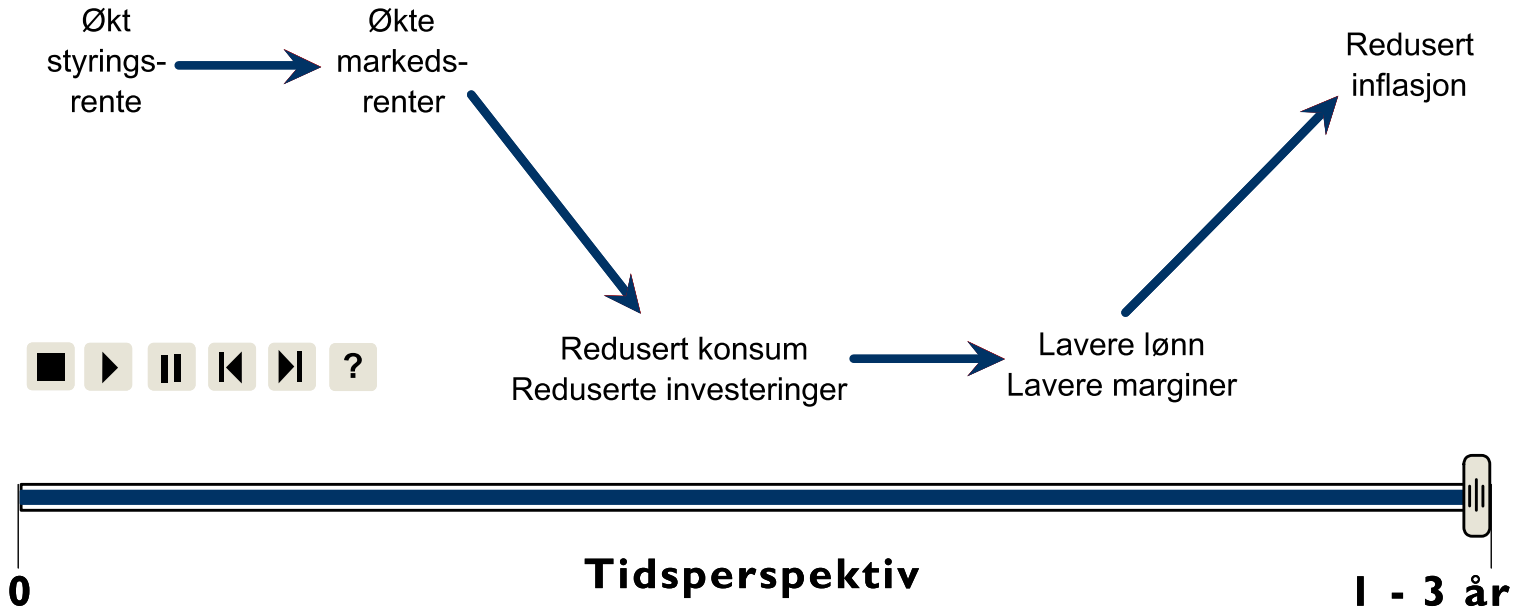 Økt
styrings-
rente
Økte
markeds-
renter
Redusert
inflasjon
Redusert konsum
Reduserte investeringer
Lavere lønn
Lavere marginer
?
Tidsperspektiv
0
1 - 3 år